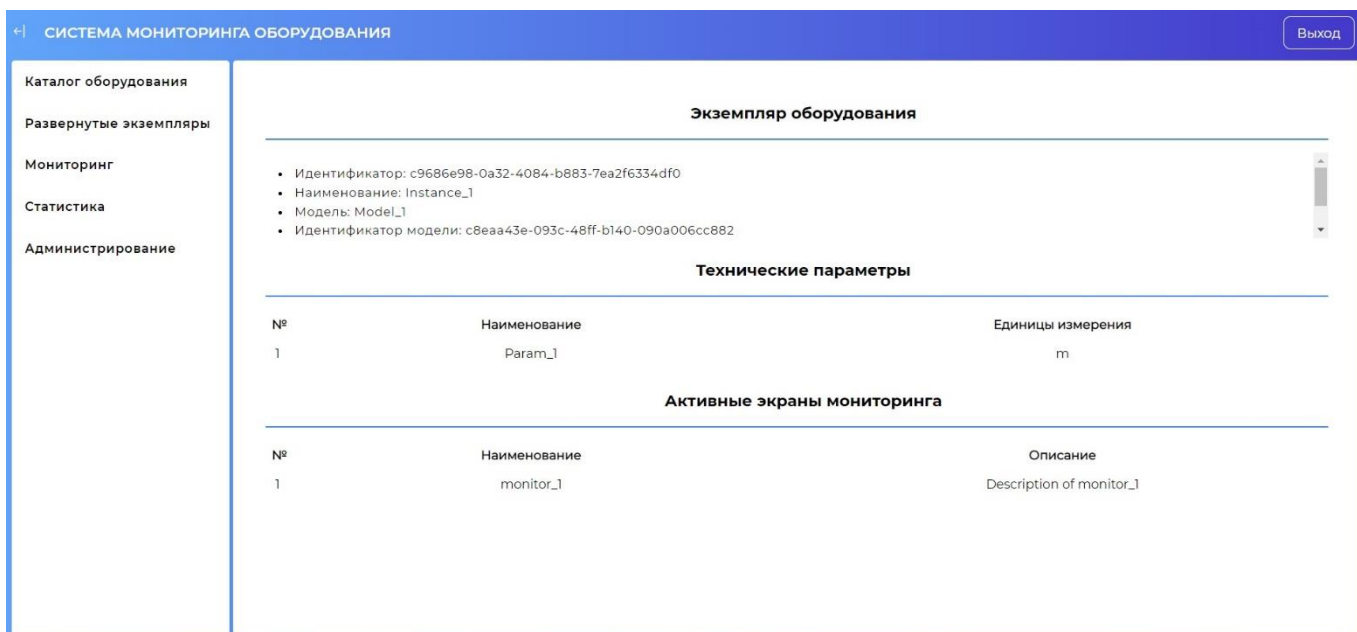 СИСТЕМА МОНИТОРИНГА ОБОРУДОВАНИЯ
Выход
Каталог оборудования
Развернутые экземпляры
Мониторинг
Статистика
Администрирование
Экземпляр оборудования
• Идентификатор: c9686e98-0a32-4084-b883-7ea2f6334df0
• Наименование: Instance_1
• Модель: Model_1
• Идентификатор модели: c8eaa43e-093c-48ff-b140-090a006cc882
Технические параметры
№ Наименование Единицы измерения
1 Param_1 m
Активные экраны мониторинга
№ Наименование Описание
1 monitor_1 Description of monitor_1